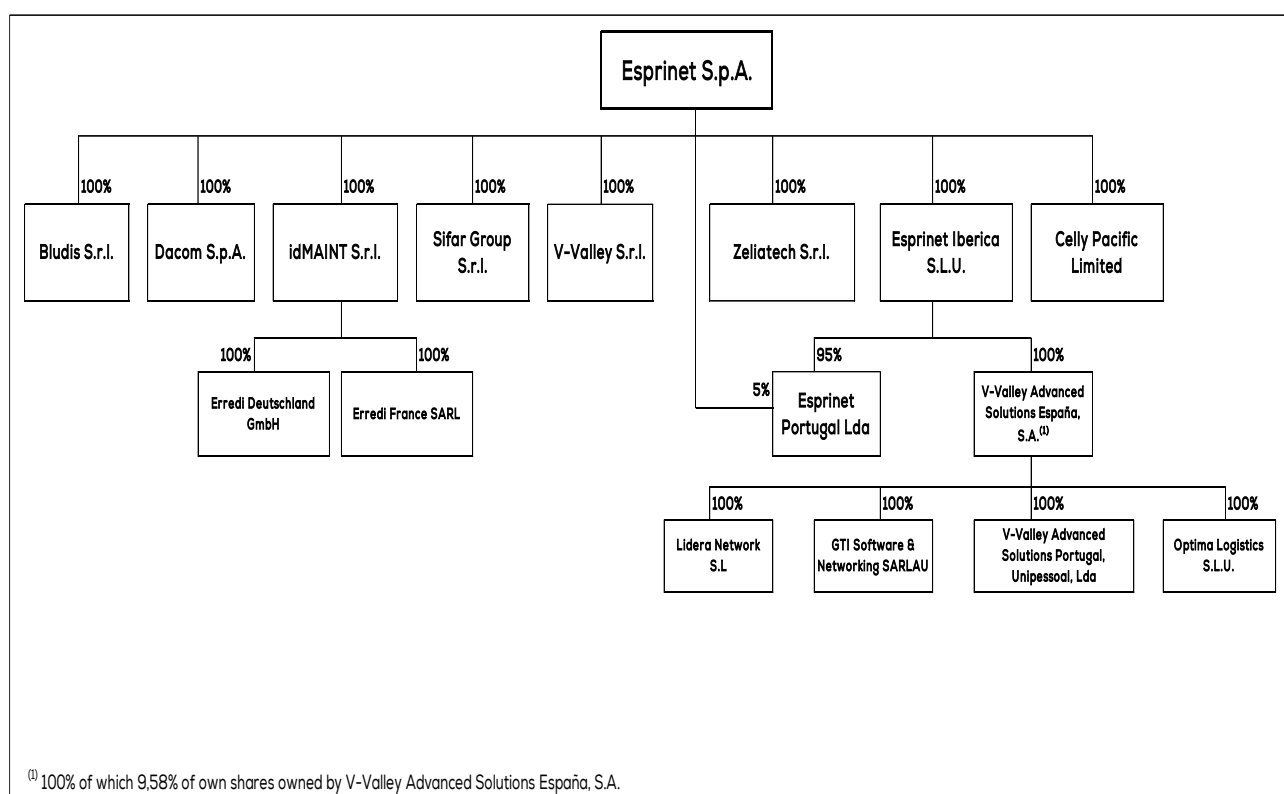 Esprinet S.p.A.
100%
100%
100%
100%
100%
100%
100%
100%
Bludis S.r.l.
Dacom S.p.A.
idMAINT S.r.l.
Sifar Group
S.r.l.
V-Valley S.r.l.
Zeliatech S.r.l.
Esprinet Iberica
S.L.U.
Celly Pacific
Limited
100%
100%
95%
100%
5%
Erredi Deutschland
GmbH
Erredi France SARL
Esprinet
Portugal Lda
V-Valley Advanced
Solutions España,
S.A.(1)
100%
100%
100%
100%
Lidera Network
S.L
GTI Software &
Networking SARLAU
V-Valley Advanced
Solutions Portugal,
Unipessoal, Lda
Optima Logistics
S.L.U.
(1) 100% of which 9,58% of own shares owned by V-Valley Advanced Solutions España, S.A.